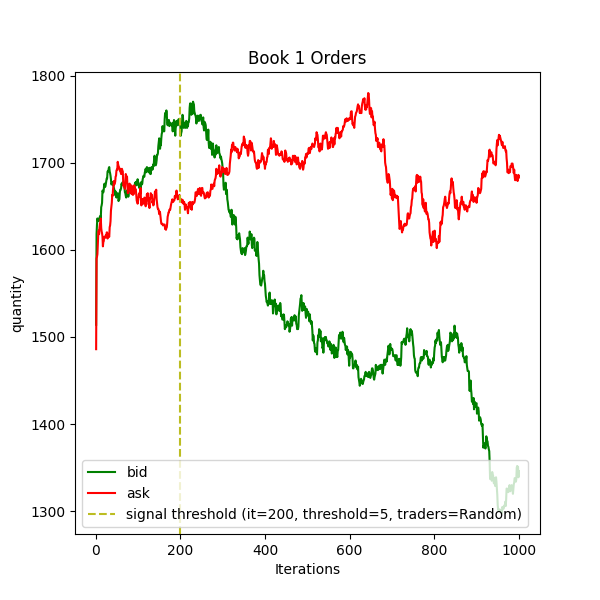 Book 1 Orders
1800
1700
1600
1500
1400
1300
quantity
bid
ask
signal threshold (it=200, threshold=5, traders=Random)
0 200 400 600 800 1000
Iterations